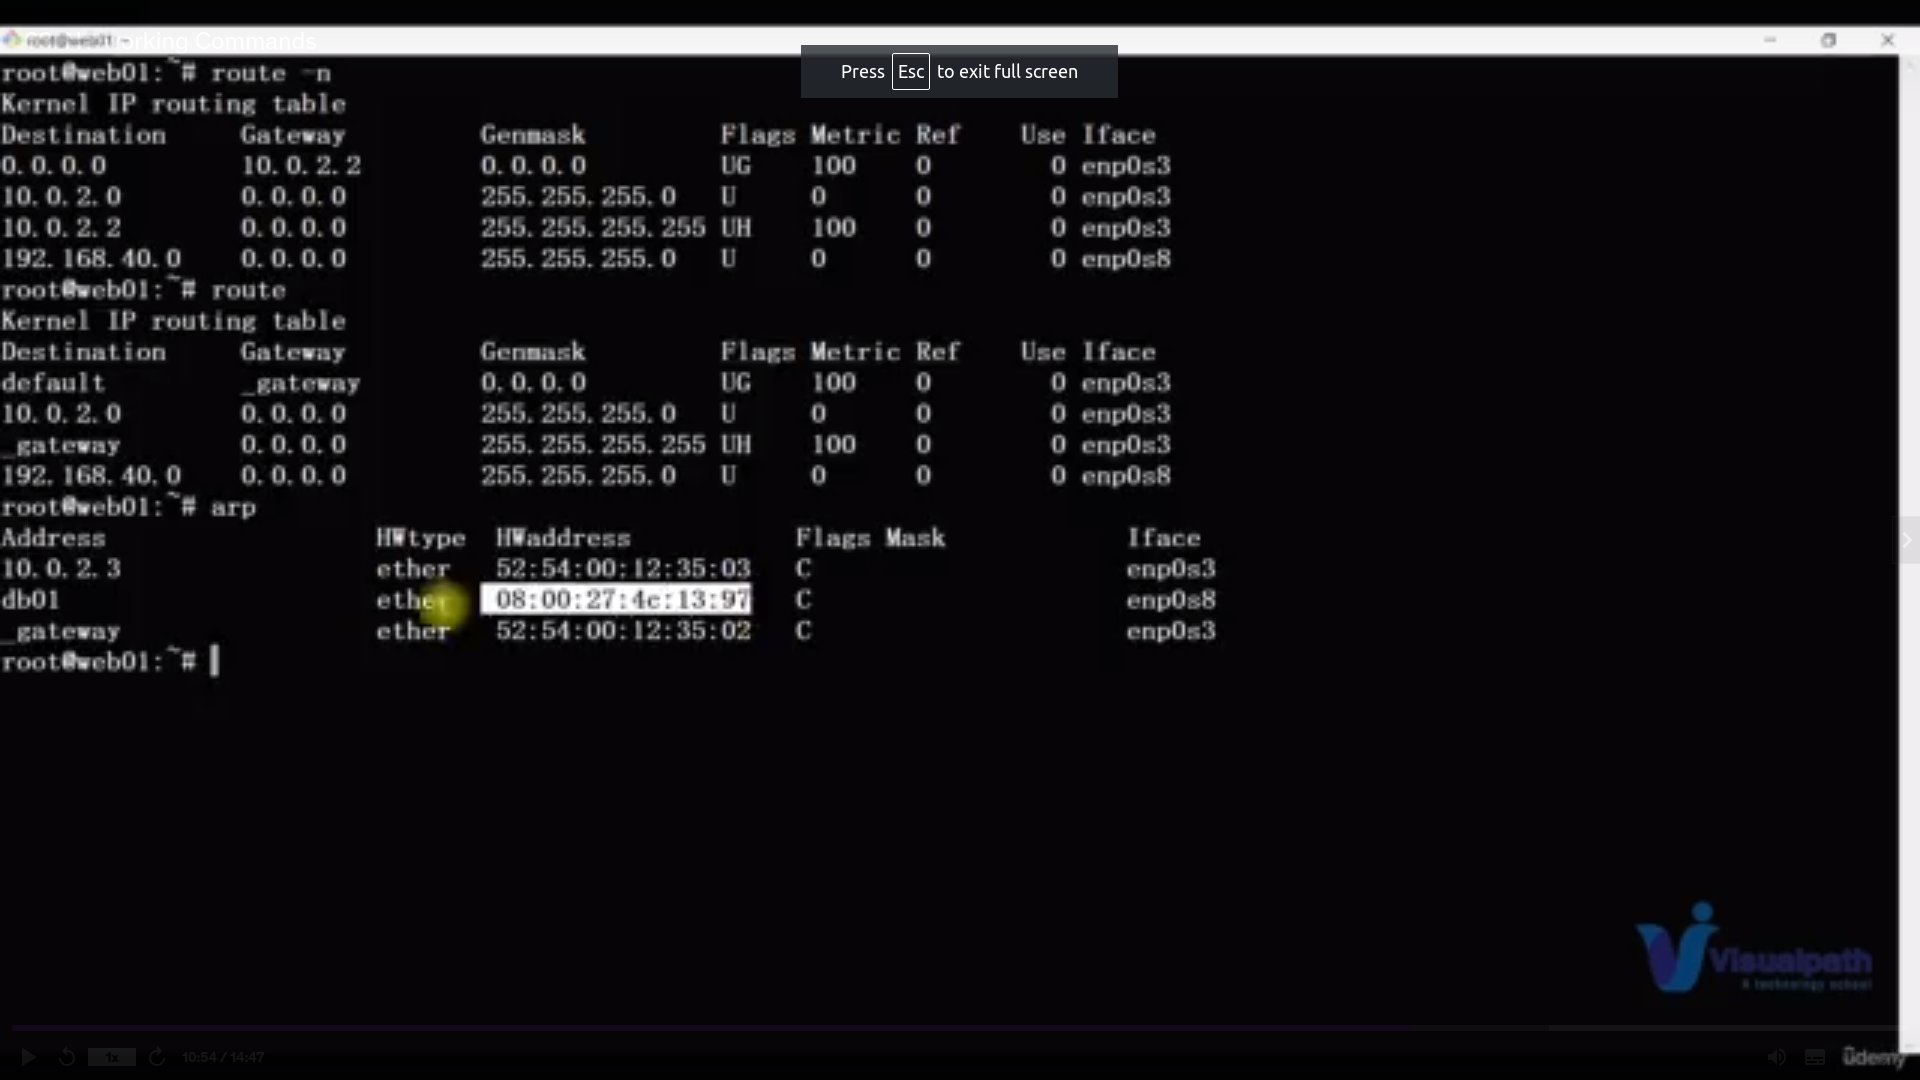 root@web01: ~
rking Commands
Press Esc to exit full screen
root@web01:~# route -n
Kernel IP routing table
Destination Gateway Genmask Flags Metric Ref Use Iface
0.0.0.0 10.0.2.2 0.0.0.0 UG 100 0 0 enp0s3
10.0.2.0 0.0.0.0 255.255.255.0 U 0 0 0 enp0s3
10.0.2.2 0.0.0.0 255.255.255.255 UH 100 0 0 enp0s3
192.168.40.0 0.0.0.0 255.255.255.0 U 0 0 0 enp0s8
root@web01:~# route
Kernel IP routing table
Destination Gateway Genmask Flags Metric Ref Use Iface
default _gateway 0.0.0.0 UG 100 0 0 enp0s3
10.0.2.0 0.0.0.0 255.255.255.0 U 0 0 0 enp0s3
_gateway 0.0.0.0 255.255.255.255 UH 100 0 0 enp0s3
192.168.40.0 0.0.0.0 255.255.255.0 U 0 0 0 enp0s8
root@web01:~# arp
Address HWtype HWaddress Flags Mask Iface
10.0.2.3 ether 52:54:00:12:35:03 C enp0s3
db01 ether 08:00:27:4e:13:97 C enp0s8
_gateway ether 52:54:00:12:35:02 C enp0s3
root@web01:~#
Visualpath
A technology school
1x 10:54 / 14:47
ûdemy